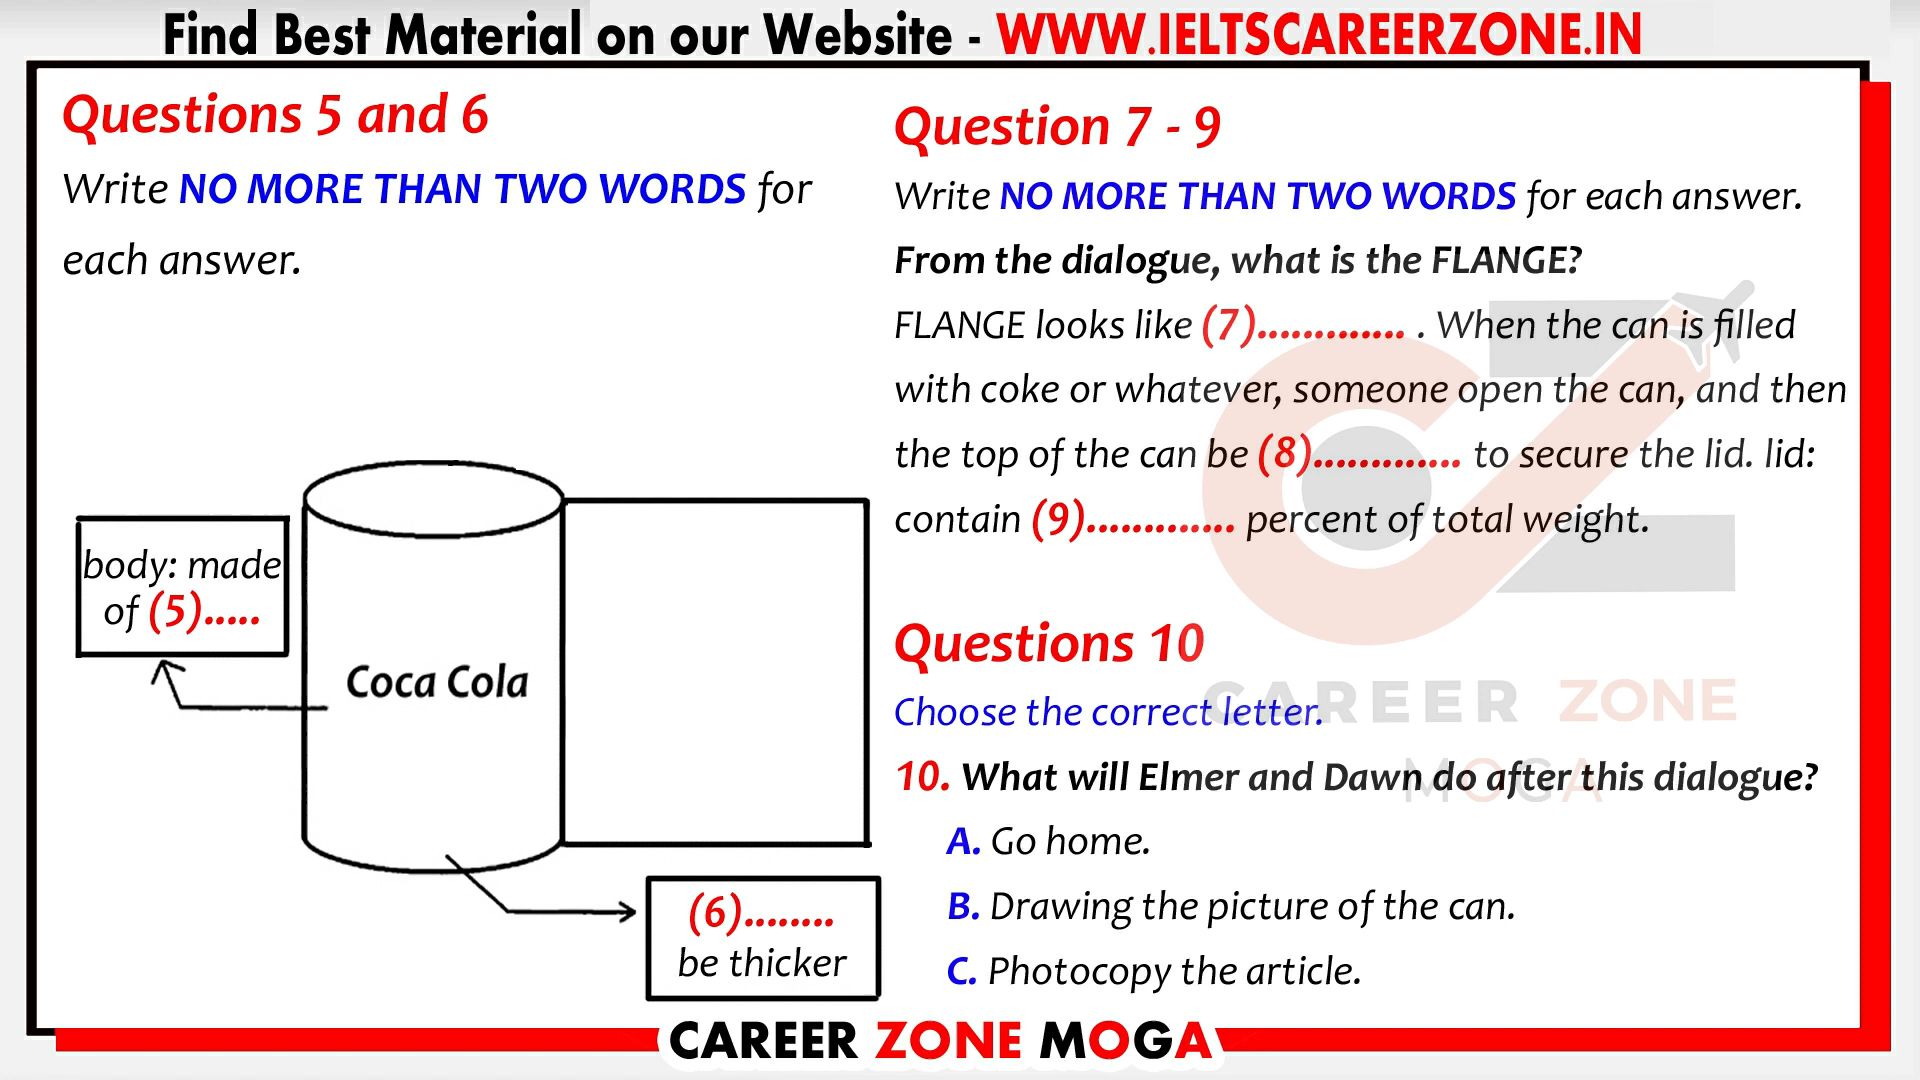 Find Best Material on our Website - WWW.IELTSCAREERZONE.IN
Questions 5 and 6
Write NO MORE THAN TWO WORDS for
each answer.
body: made
of (5).....
Coca Cola
(6)........
be thicker
Question 7 - 9
Write NO MORE THAN TWO WORDS for each answer.
From the dialogue, what is the FLANGE?
FLANGE looks like (7)............. . When the can is filled
with coke or whatever, someone open the can, and then
the top of the can be (8)............. to secure the lid. lid:
contain (9)............. percent of total weight.
Questions 10
Choose the correct letter.
10. What will Elmer and Dawn do after this dialogue?
A. Go home.
B. Drawing the picture of the can.
C. Photocopy the article.
CAREER ZONE
MOGA
CAREER ZONE MOGA